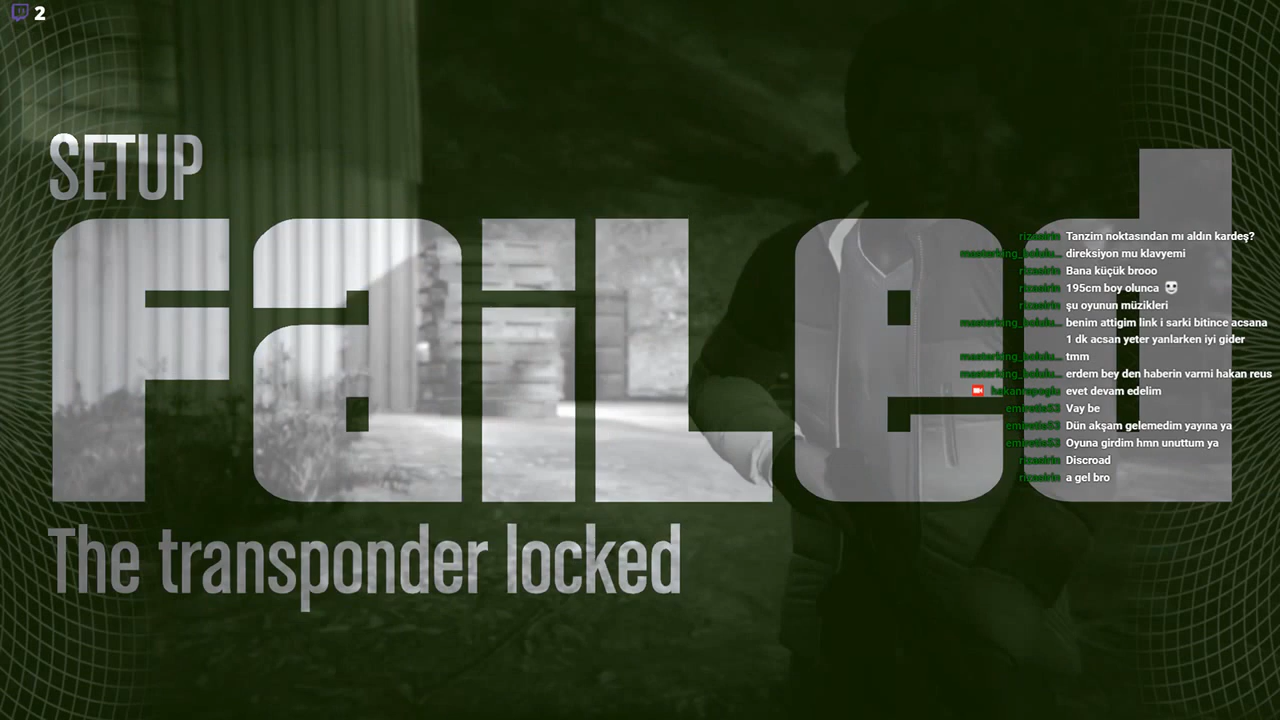 2
SETUP
FaiLed
The transponder locked
Tanzim noktasından mı aldın kardeş?
direksiyon mu klavyemi
Bana küçük brooo
195cm boy olunca
şu oyunun müzikleri
benim attigim link i sarki bitince acsana
1 dk acsan yeter yanlarken iyi gider
tmm
erdem bey den haberin varmi hakan reus
evet devam edelim
Vay be
Dün akşam gelemedim yayına ya
Oyuna girdim hmn unuttum ya
Discroad
a gel bro